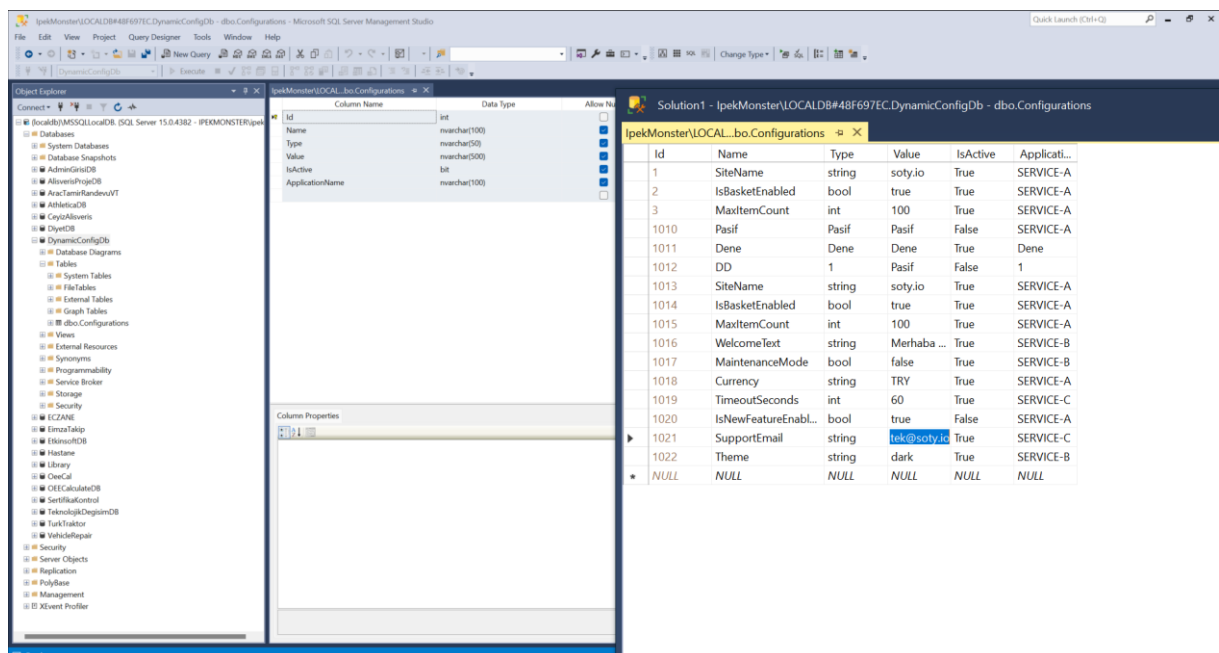 IpekMonster\LOCALDB#48F697EC.DynamicConfigDb - dbo.Configurations - Microsoft SQL Server Management Studio
Quick Launch (Ctrl+Q)
File Edit View Project Query Designer Tools Window Help
New Query
Change Type
DynamicConfigDb
Execute
Object Explorer
Connect
(localdb)\MSSQLLocalDB. (SQL Server 15.0.4382 - IPEKMONSTER\ipek
Databases
System Databases
Database Snapshots
AdminGirisiDB
AlisverisProjeDB
AracTamirRandevuVT
AthleticaDB
CeyizAlisveris
DiyetDB
DynamicConfigDb
Database Diagrams
Tables
System Tables
FileTables
External Tables
Graph Tables
dbo.Configurations
Views
External Resources
Synonyms
Programmability
Service Broker
Storage
Security
ECZANE
EimzaTakip
EtkinsoftDB
Hastane
Library
OeeCal
OEECalculateDB
SertifikaKontrol
TeknolojikDegisimDB
TurkTraktor
VehicleRepair
Security
Server Objects
Replication
PolyBase
Management
XEvent Profiler
IpekMonster\LOCAL...bo.Configurations
Column Name Data Type Allow Nu
Id int
Name nvarchar(100)
Type nvarchar(50)
Value nvarchar(500)
IsActive bit
ApplicationName nvarchar(100)
Column Properties
Solution1 - IpekMonster\LOCALDB#48F697EC.DynamicConfigDb - dbo.Configurations
IpekMonster\LOCAL...bo.Configurations
Id Name Type Value IsActive Applicati...
1 SiteName string soty.io True SERVICE-A
2 IsBasketEnabled bool true True SERVICE-A
3 MaxItemCount int 100 True SERVICE-A
1010 Pasif Pasif Pasif False SERVICE-A
1011 Dene Dene Dene True Dene
1012 DD 1 Pasif False 1
1013 SiteName string soty.io True SERVICE-A
1014 IsBasketEnabled bool true True SERVICE-A
1015 MaxItemCount int 100 True SERVICE-A
1016 WelcomeText string Merhaba ... True SERVICE-B
1017 MaintenanceMode bool false True SERVICE-B
1018 Currency string TRY True SERVICE-A
1019 TimeoutSeconds int 60 True SERVICE-C
1020 IsNewFeatureEnabl... bool true False SERVICE-A
1021 SupportEmail string tek@soty.io True SERVICE-C
1022 Theme string dark True SERVICE-B
NULL NULL NULL NULL NULL NULL